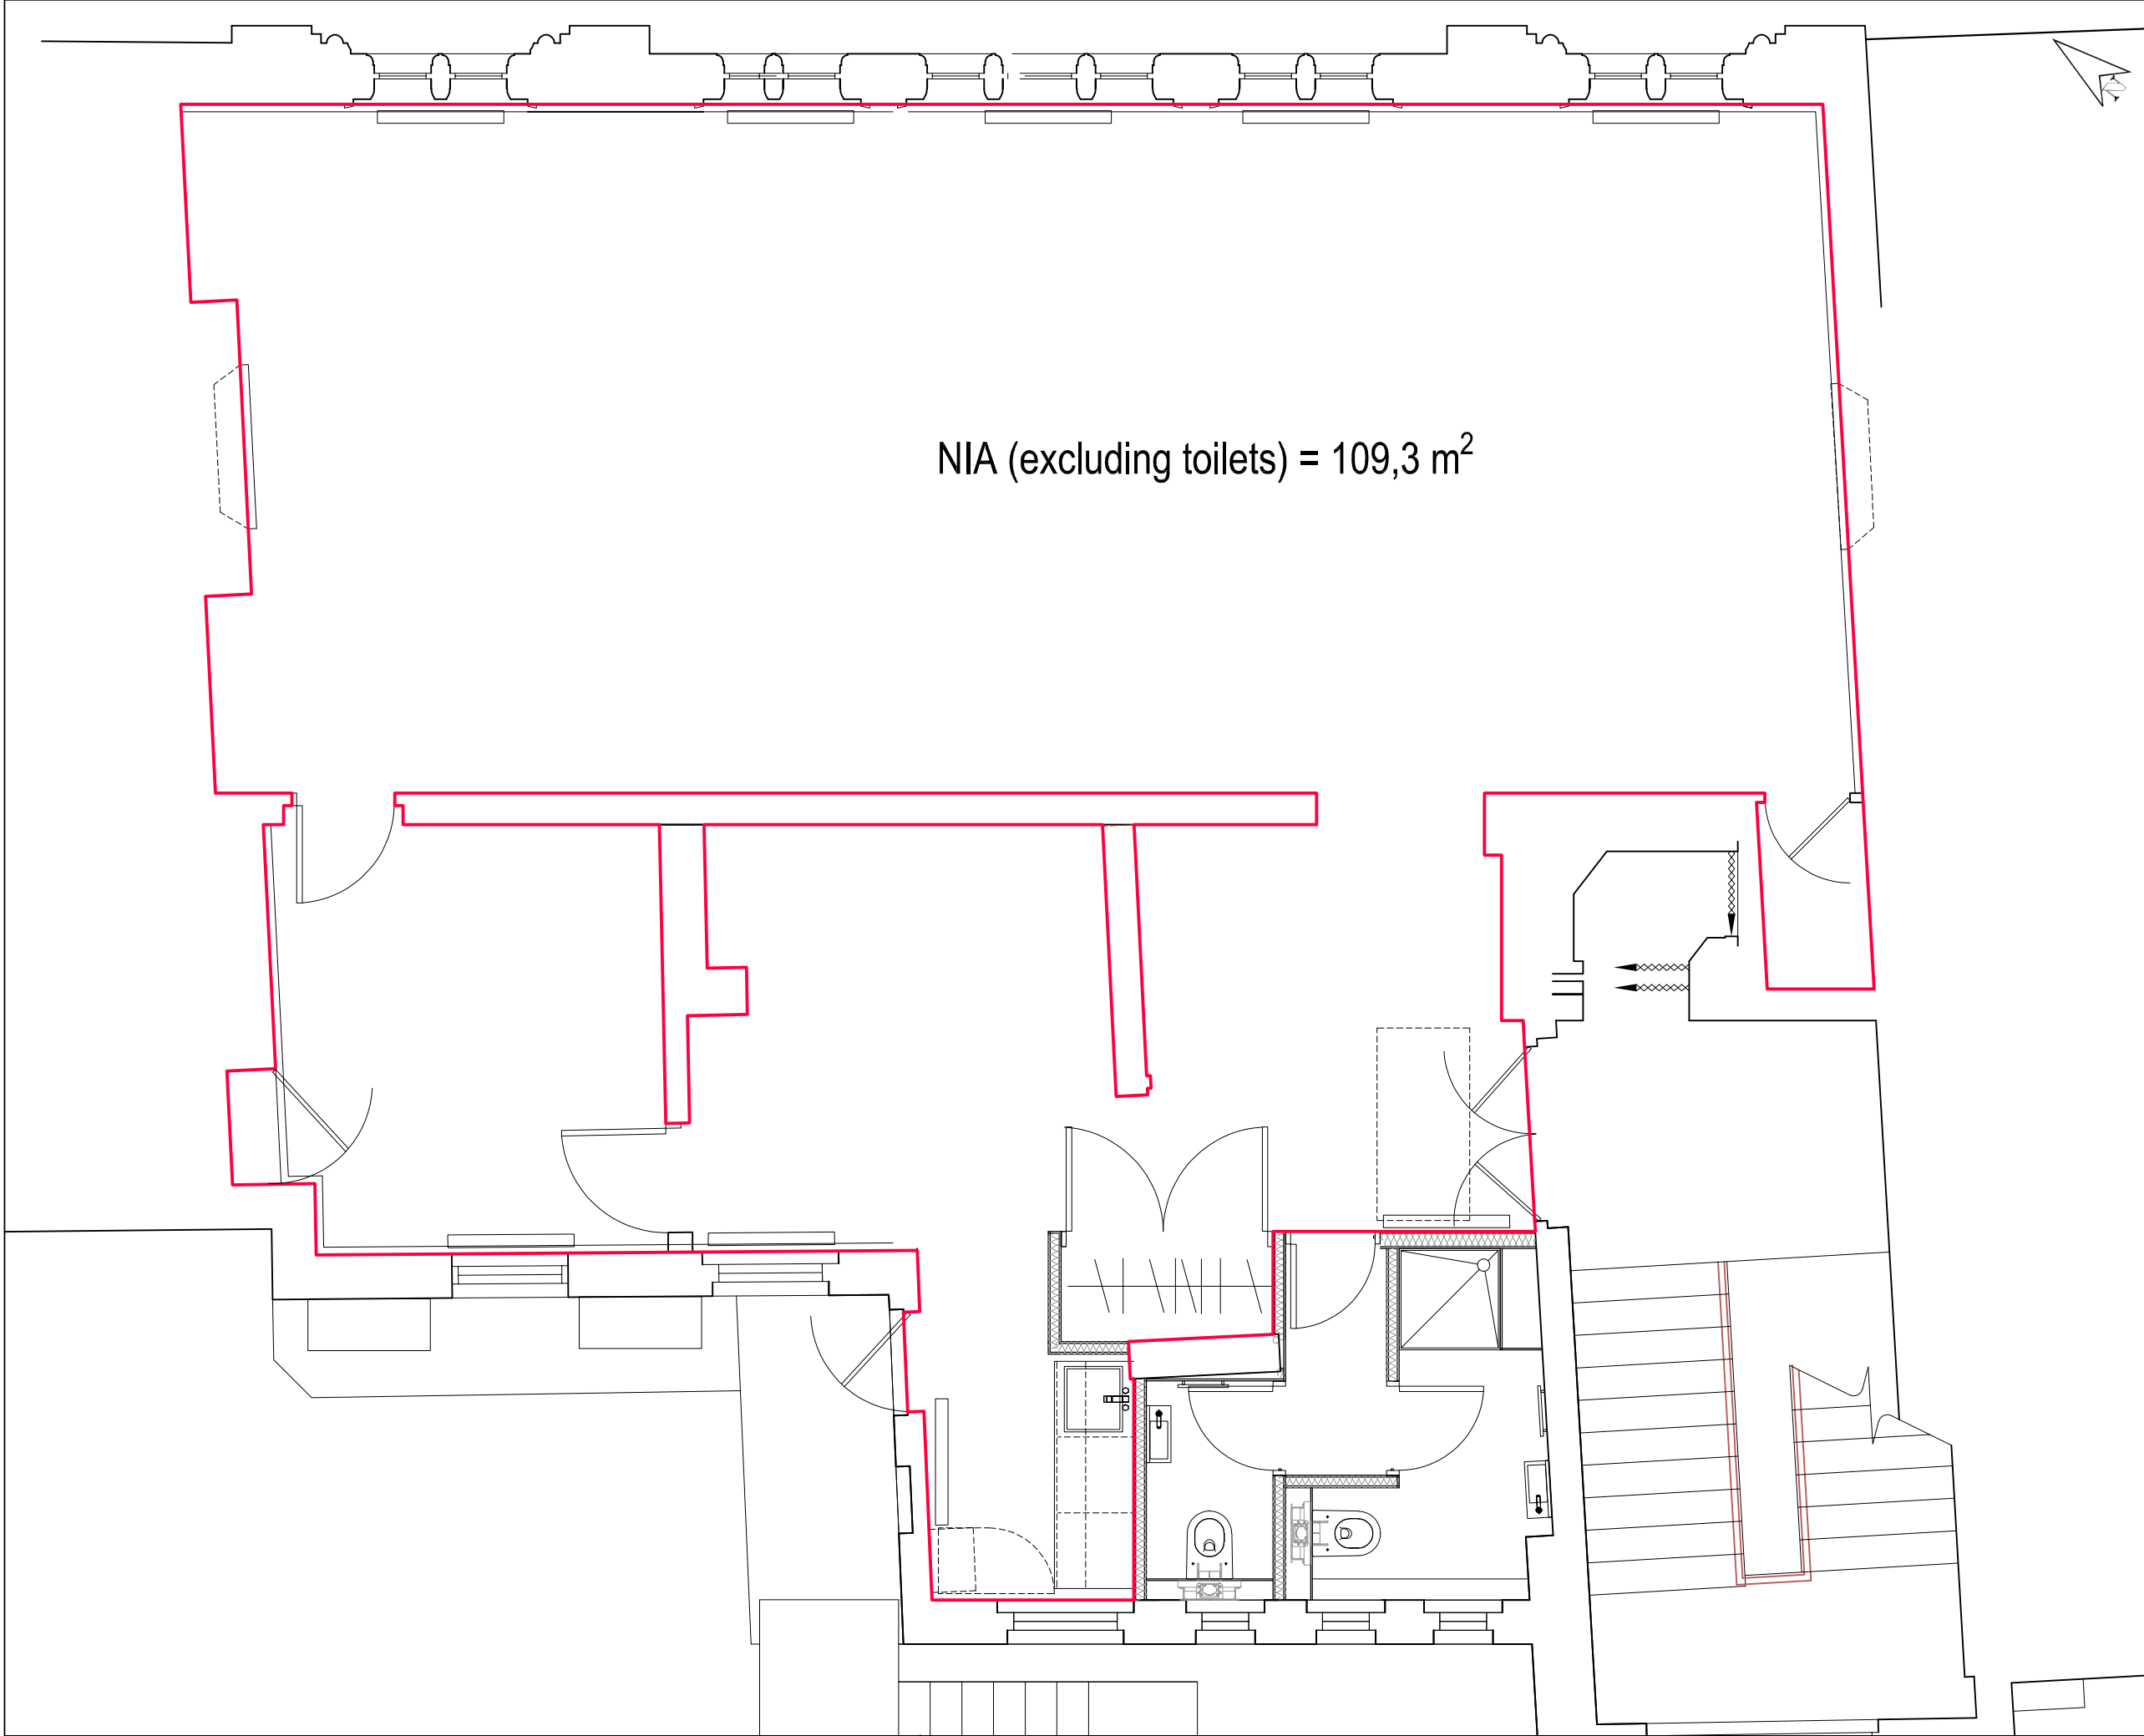 NIA (excluding toilets) = 109,3 m²